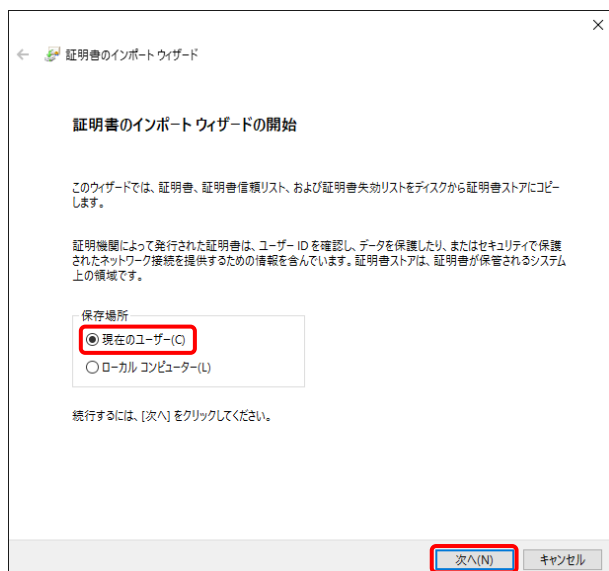 証明書のインポート ウィザード
証明書のインポート ウィザードの開始
このウィザードでは、証明書、証明書信頼リスト、および証明書失効リストをディスクから証明書ストアにコピー
します。
証明機関によって発行された証明書は、ユーザー ID を確認し、データを保護したり、またはセキュリティで保護
されたネットワーク接続を提供するための情報を含んでいます。証明書ストアは、証明書が保管されるシステム
上の領域です。
保存場所
現在のユーザー(C)
ローカル コンピューター(L)
続行するには、[次へ] をクリックしてください。
次へ(N) キャンセル